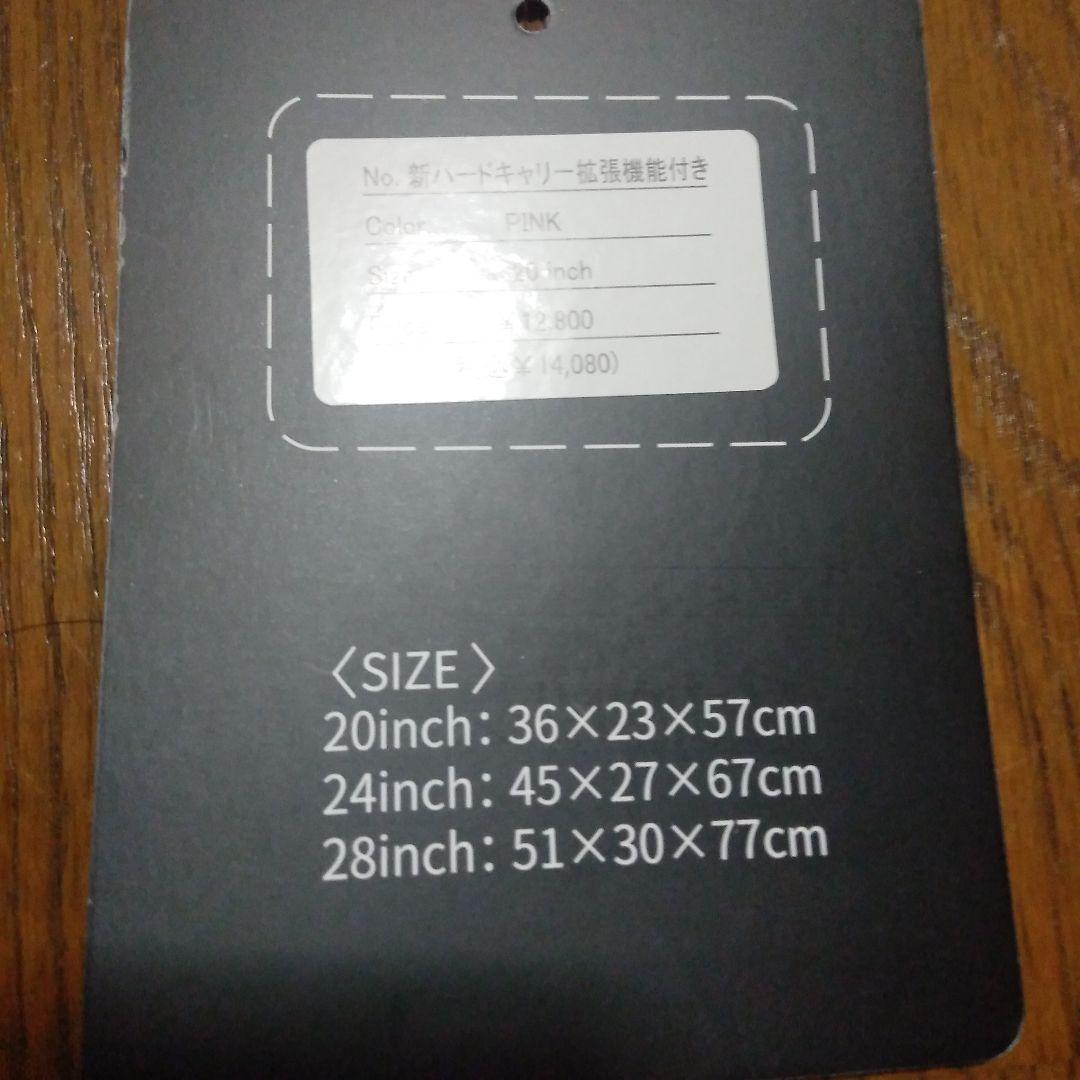 No. 新ハードキャリー拡張機能付き
Color PINK
Size 20 inch
¥12,800
¥14,080)
〈SIZE〉
20inch: 36×23×57cm
24inch: 45×27×67cm
28inch: 51×30×77cm